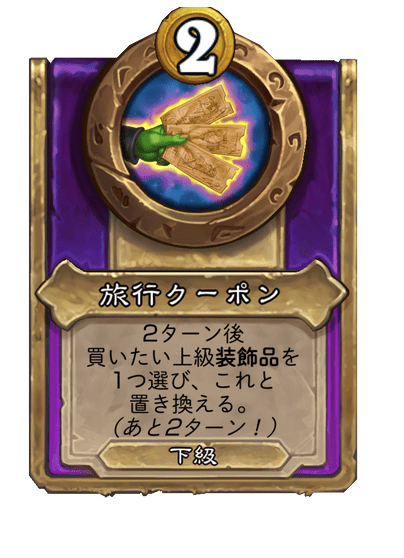 2
旅行クーポン
2ターン後
買いたい上級装飾品を
1つ選び、これと
置き換える。
(あと2ターン!)
下級